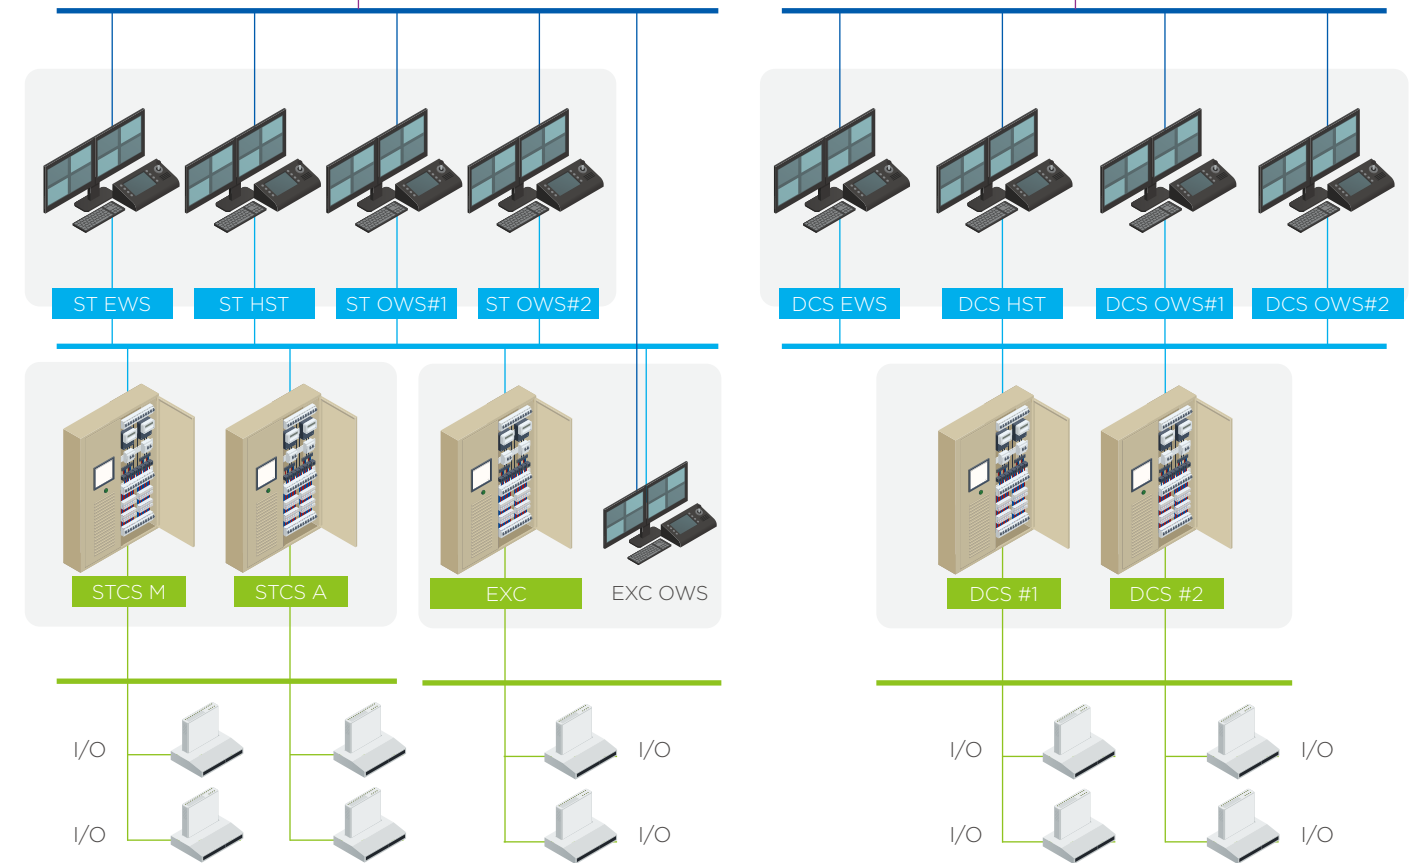 ST EWS
ST HST
ST OWS#1
ST OWS#2
DCS EWS
DCS HST
DCS OWS#1
DCS OWS#2
STCS M
STCS A
EXC
EXC OWS
DCS #1
DCS #2
I/O
I/O
I/O
I/O
I/O
I/O
I/O
I/O